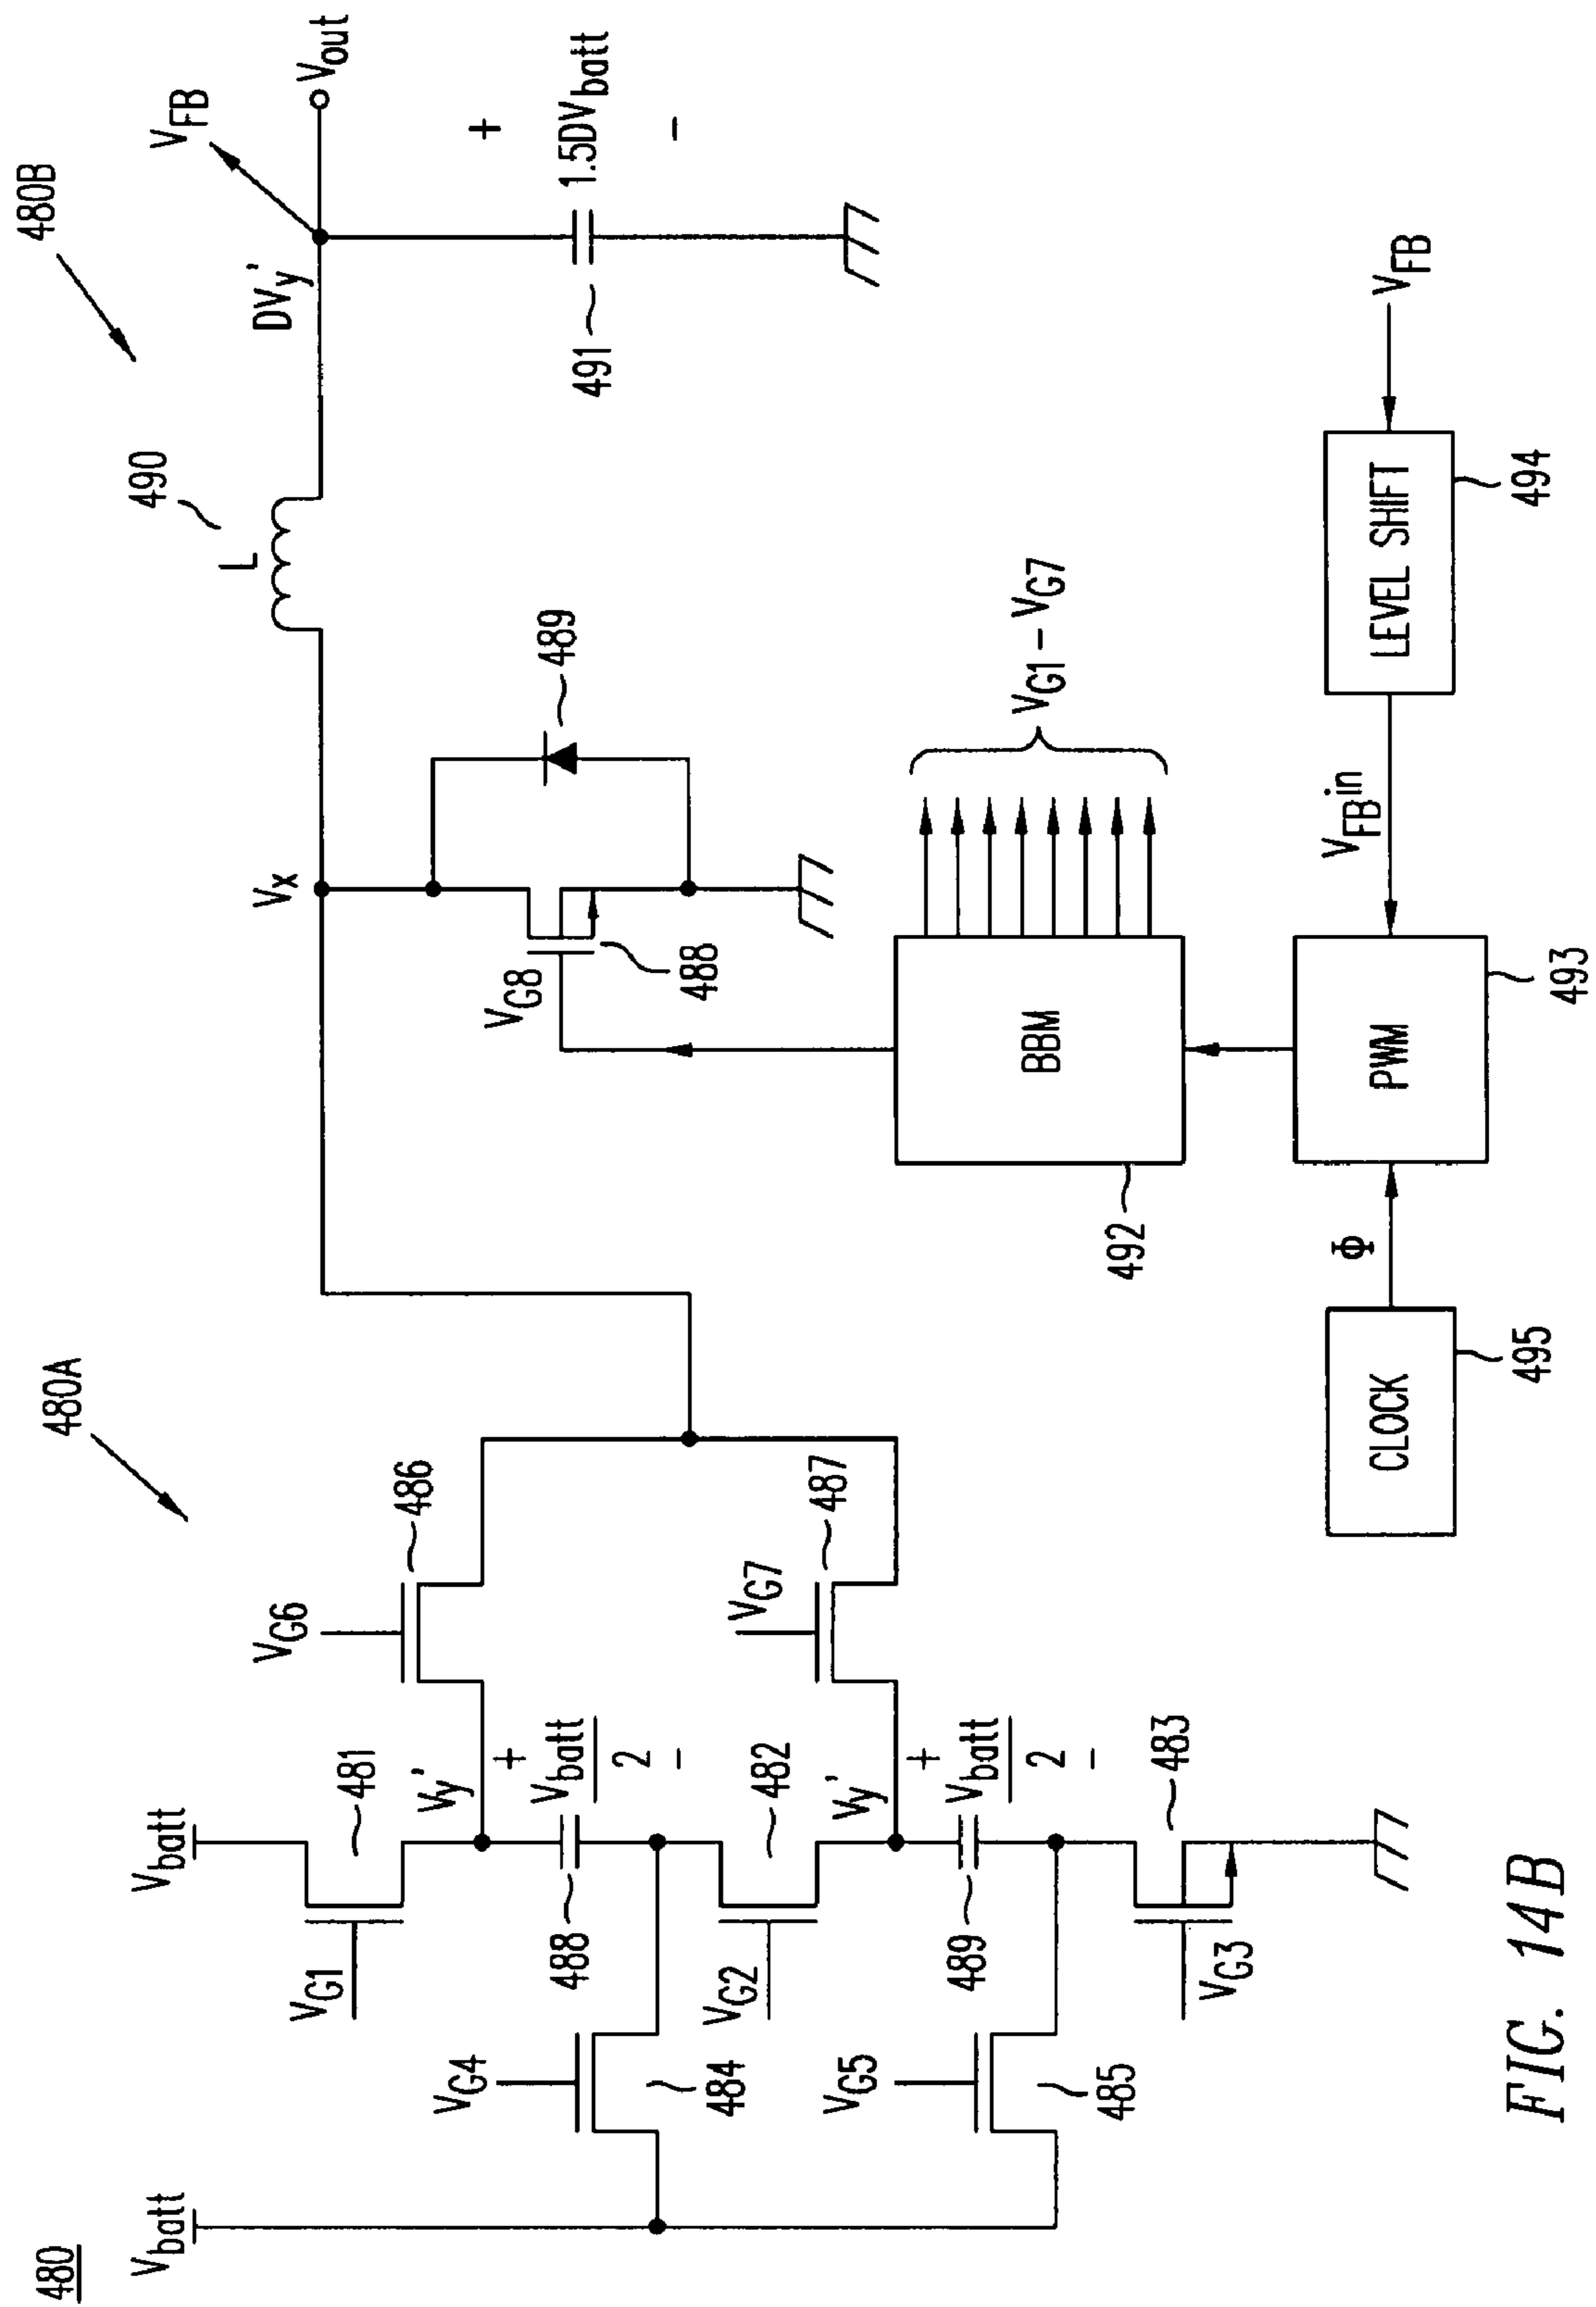 480
480A
480B
Vbatt
Vbatt
VG1
481
Vy'
VG6
486
+
Vbatt
2
-
488
VG4
484
VG2
482
Vy'
VG7
487
+
Vbatt
2
-
489
VG5
485
VG3
483
Vx
L
490
DVy'
VFB
Vout
+
1.5DVbatt
-
491
VG8
488
489
BBM
492
VG1 - VG7
CLOCK
495
Φ
PWM
493
VFBin
LEVEL SHIFT
494
VFB
FIG. 14B